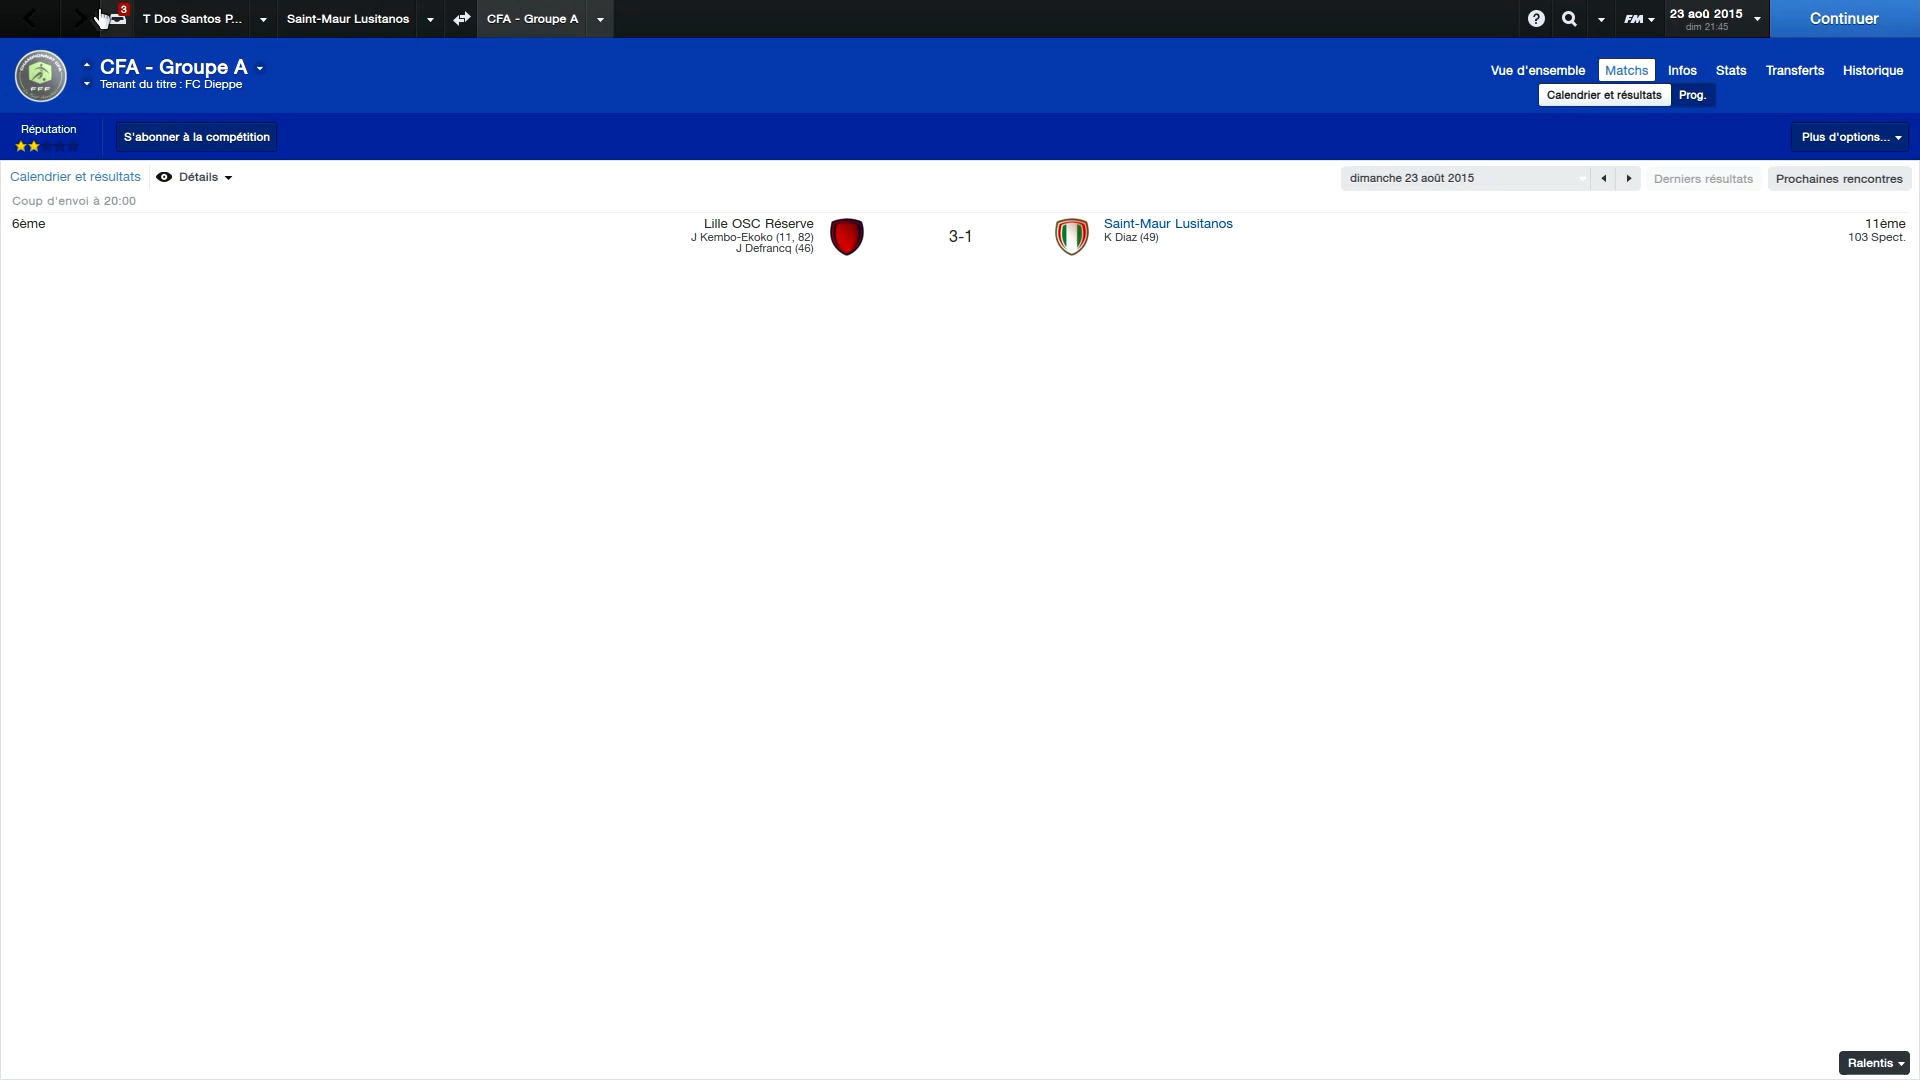 3
T Dos Santos P...
Saint-Maur Lusitanos
CFA - Groupe A
FM
23 aoû 2015
dim 21:45
Continuer
CFA - Groupe A
Tenant du titre : FC Dieppe
Vue d'ensemble
Matchs
Infos
Stats
Transferts
Historique
Calendrier et résultats
Prog.
FFF
Réputation
S'abonner à la compétition
Plus d'options...
Calendrier et résultats
Détails
dimanche 23 août 2015
Derniers résultats
Prochaines rencontres
Coup d'envoi à 20:00
6ème
Lille OSC Réserve
J Kembo-Ekoko (11, 82)
J Defrancq (46)
3-1
Saint-Maur Lusitanos
K Diaz (49)
11ème
103 Spect.
Ralentis